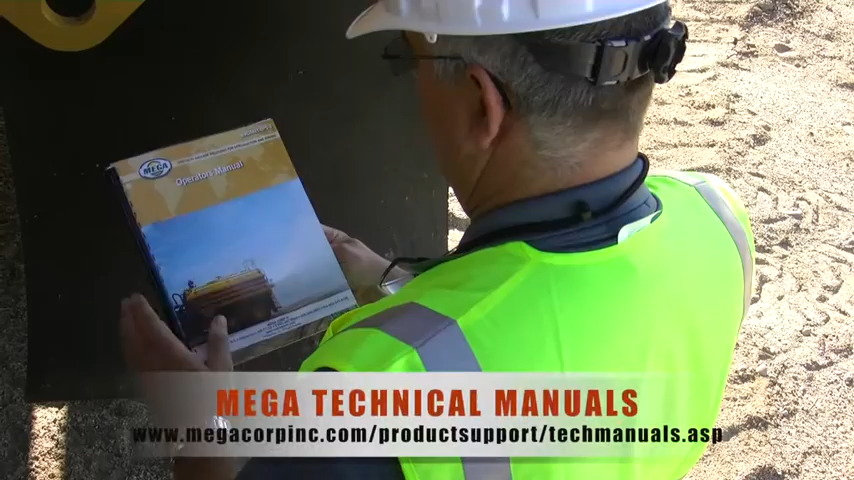 MEGA
Operators Manual
MEGA TECHNICAL MANUALS
www.megacorpinc.com/productsupport/techmanuals.asp